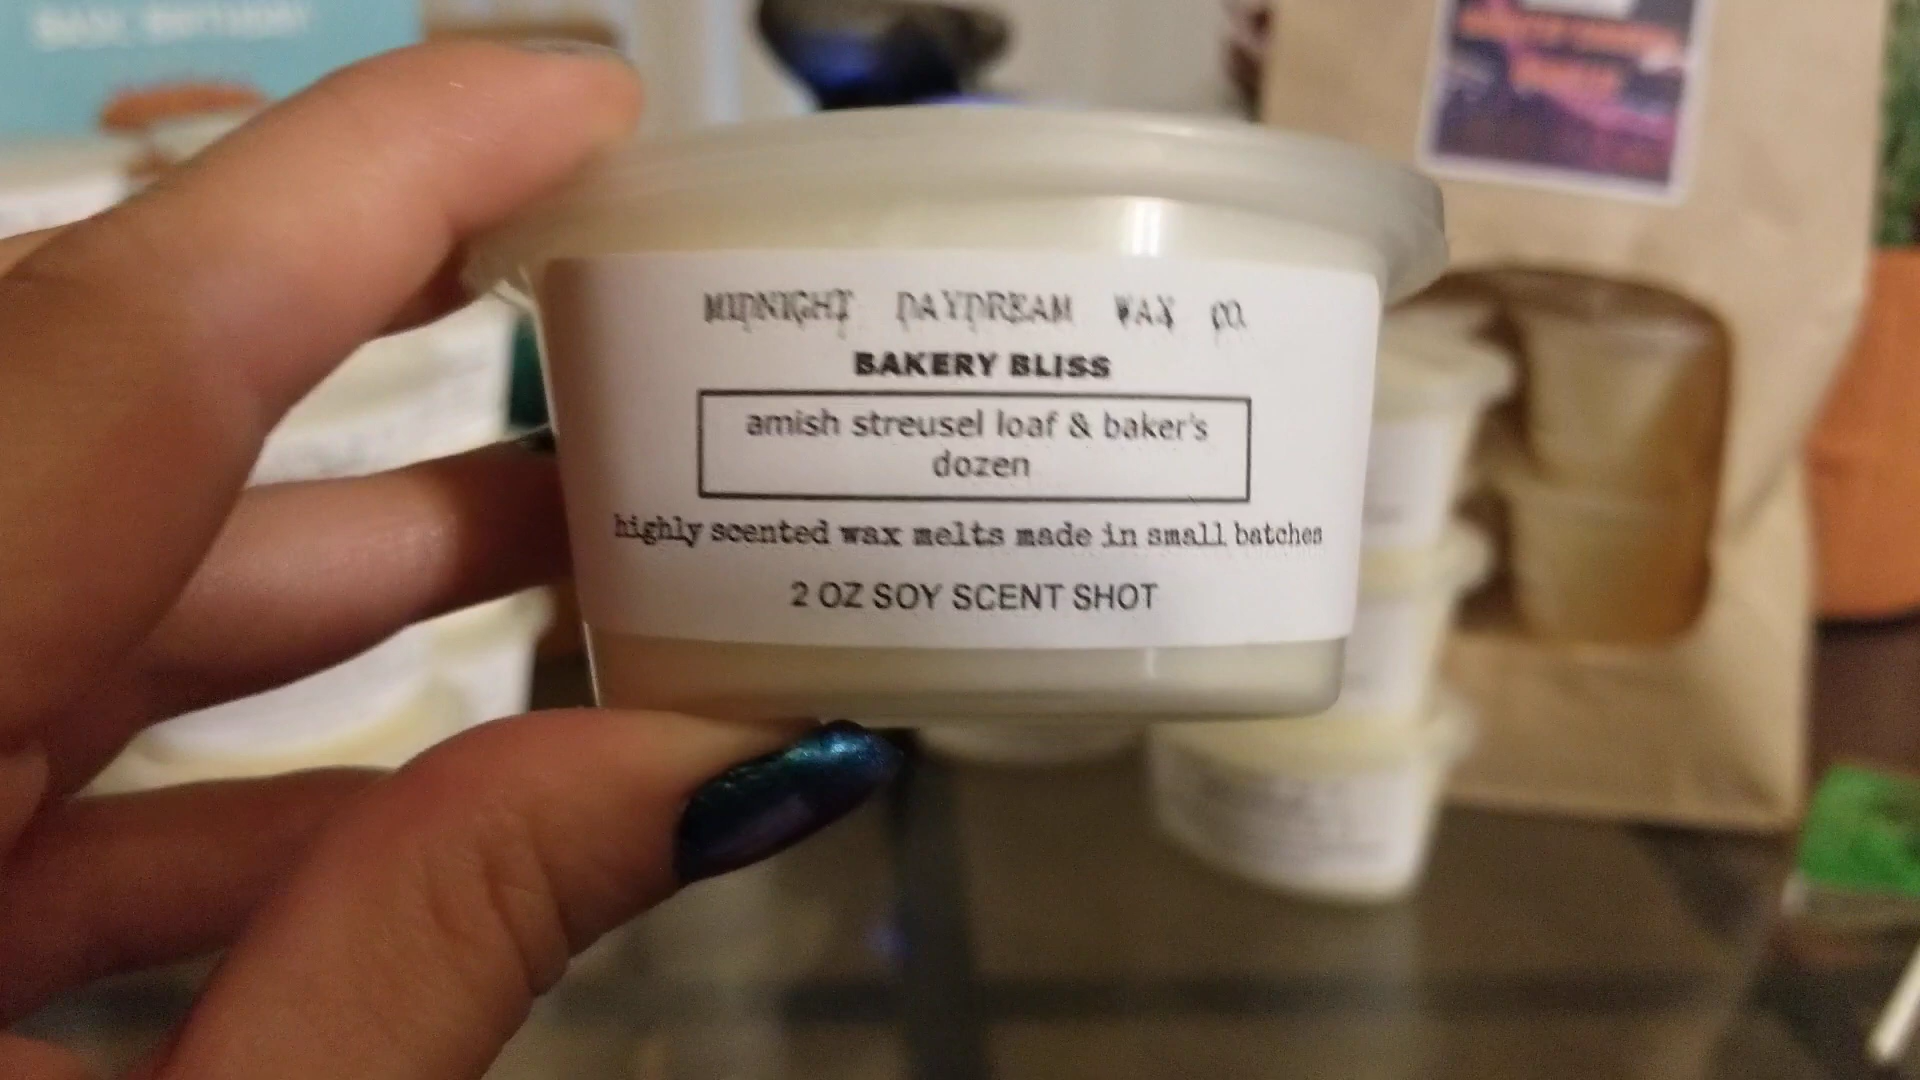 MIDNIGHT DAYDREAM WAX CO.
BAKERY BLISS
amish streusel loaf & baker's
dozen
highly scented wax melts made in small batches
2 OZ SOY SCENT SHOT